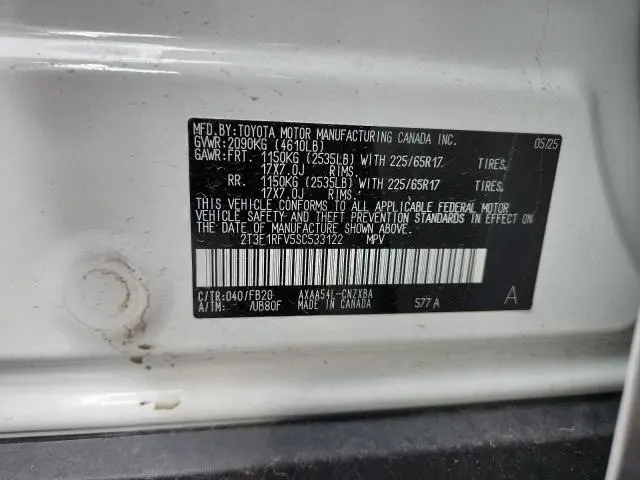 MFD.BY:TOYOTA MOTOR MANUFACTURING CANADA INC. 05/25
GVWR:2090KG (4610LB)
GAWR:FRT. 1150KG (2535LB) WITH 225/65R17 TIRES,
17X7.0J RIMS,
RR. 1150KG (2535LB) WITH 225/65R17 TIRES,
17X7.0J RIMS,
THIS VEHICLE CONFORMS TO ALL APPLICABLE FEDERAL MOTOR
VEHICLE SAFETY AND THEFT PREVENTION STANDARDS IN EFFECT ON
THE DATE OF MANUFACTURE SHOWN ABOVE.
2T3F1RFV5SC533122 MPV
C/TR:040/FB20 AXAA54L-CNZXBA A
A/TM: /UB80F MADE IN CANADA 577A